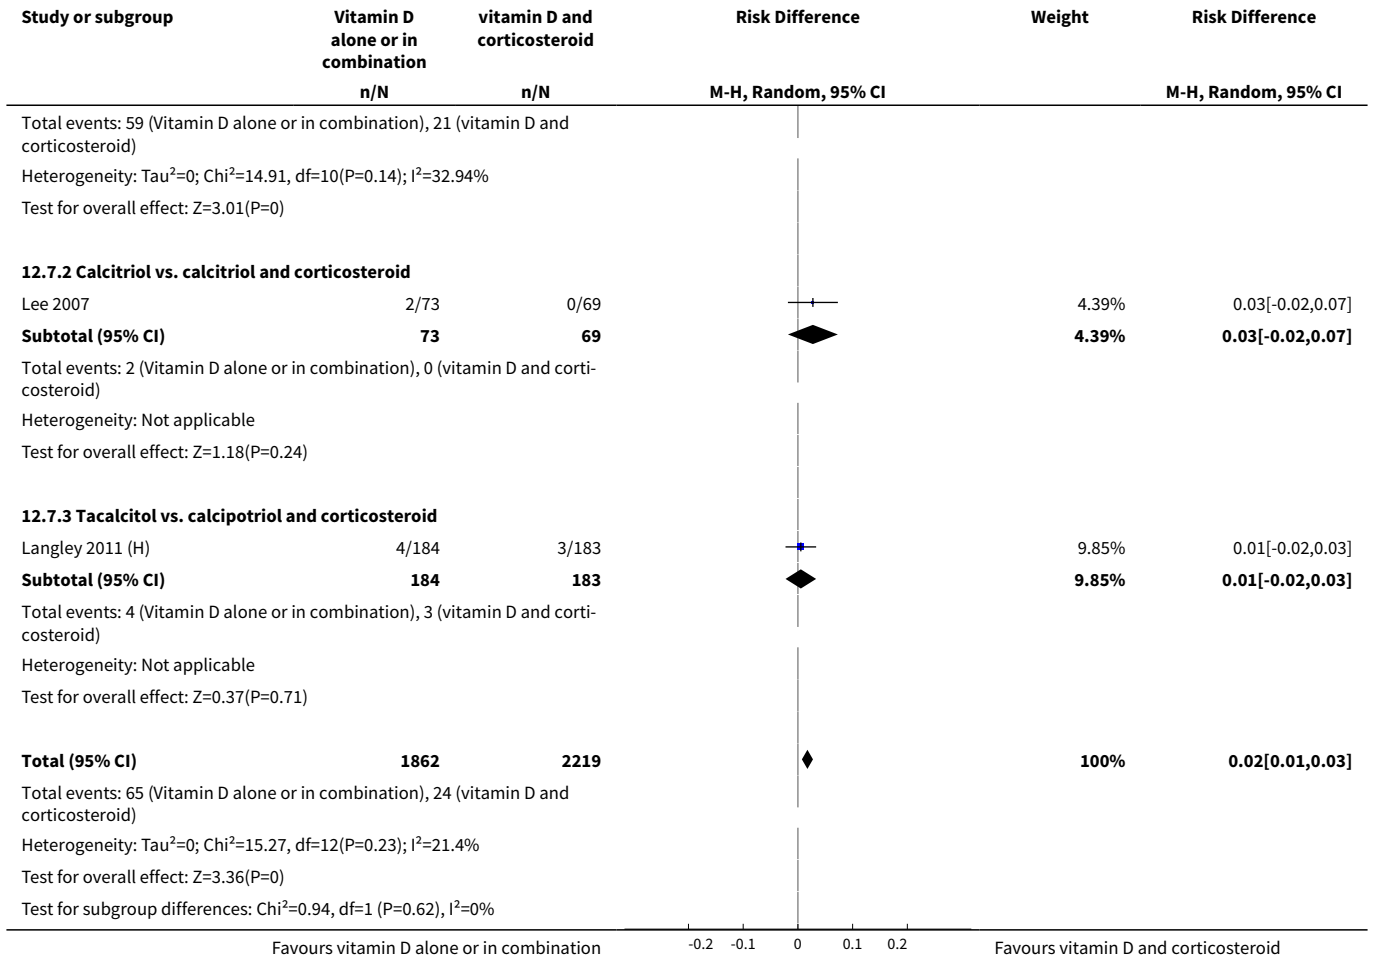 Study or subgroup Vitamin D alone or in combination vitamin D and corticosteroid Risk Difference Weight Risk Difference
n/N n/N M-H, Random, 95% CI M-H, Random, 95% CI
Total events: 59 (Vitamin D alone or in combination), 21 (vitamin D and
corticosteroid)
Heterogeneity: Tau²=0; Chi²=14.91, df=10(P=0.14); I²=32.94%
Test for overall effect: Z=3.01(P=0)
12.7.2 Calcitriol vs. calcitriol and corticosteroid
Lee 2007 2/73 0/69 4.39% 0.03[-0.02,0.07]
Subtotal (95% CI) 73 69 4.39% 0.03[-0.02,0.07]
Total events: 2 (Vitamin D alone or in combination), 0 (vitamin D and corti-
costeroid)
Heterogeneity: Not applicable
Test for overall effect: Z=1.18(P=0.24)
12.7.3 Tacalcitol vs. calcipotriol and corticosteroid
Langley 2011 (H) 4/184 3/183 9.85% 0.01[-0.02,0.03]
Subtotal (95% CI) 184 183 9.85% 0.01[-0.02,0.03]
Total events: 4 (Vitamin D alone or in combination), 3 (vitamin D and corti-
costeroid)
Heterogeneity: Not applicable
Test for overall effect: Z=0.37(P=0.71)
Total (95% CI) 1862 2219 100% 0.02[0.01,0.03]
Total events: 65 (Vitamin D alone or in combination), 24 (vitamin D and
corticosteroid)
Heterogeneity: Tau²=0; Chi²=15.27, df=12(P=0.23); I²=21.4%
Test for overall effect: Z=3.36(P=0)
Test for subgroup differences: Chi²=0.94, df=1 (P=0.62), I²=0%
Favours vitamin D alone or in combination -0.2 -0.1 0 0.1 0.2 Favours vitamin D and corticosteroid